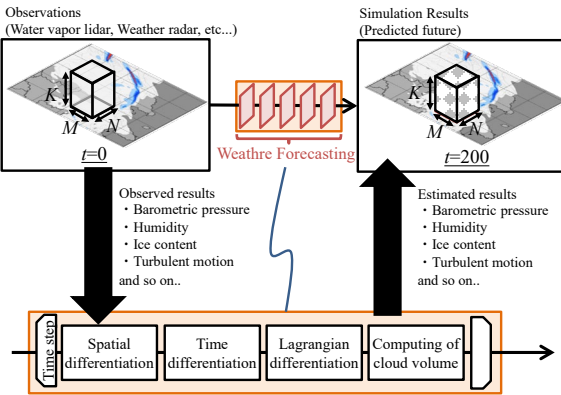 Observations
(Water vapor lidar, Weather radar, etc...)
Simulation Results
(Predicted future)
K
M
N
t=0
Weathre Forecasting
K
M
N
t=200
Observed results
・Barometric pressure
・Humidity
・Ice content
・Turbulent motion
and so on..
Estimated results
・Barometric pressure
・Humidity
・Ice content
・Turbulent motion
and so on..
Time step
Spatial
differentiation
Time
differentiation
Lagrangian
differentiation
Computing of
cloud volume